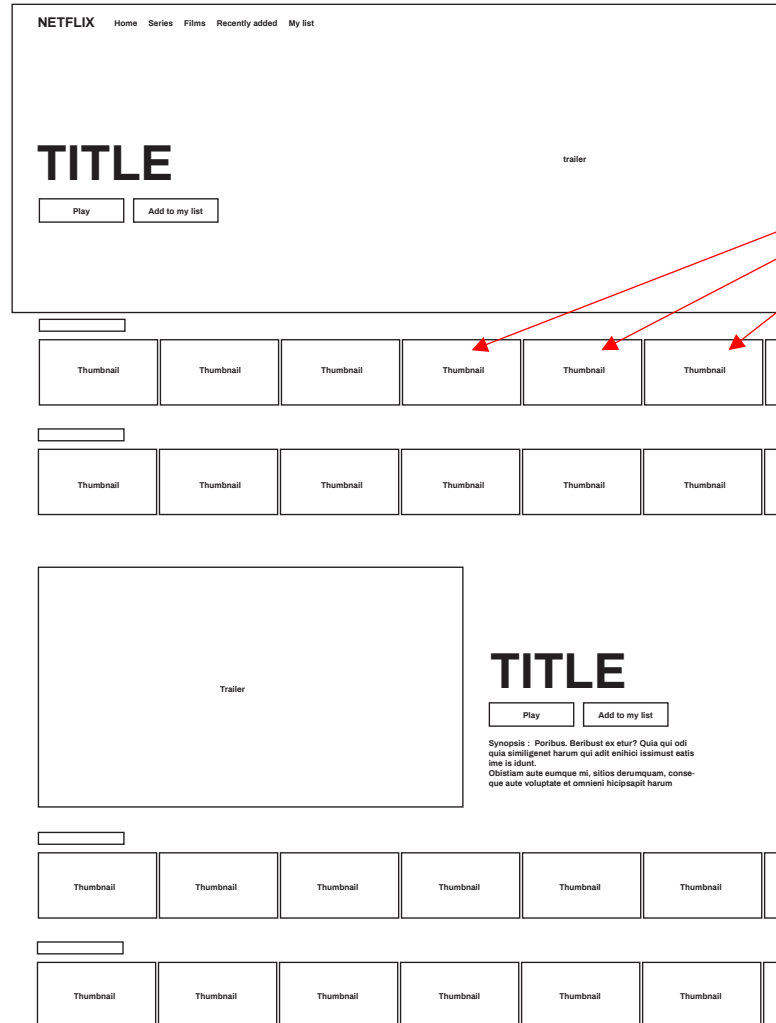 NETFLIX Home Series Films Recently added My list
TITLE
trailer
Play Add to my list
Thumbnail Thumbnail Thumbnail Thumbnail Thumbnail Thumbnail
Thumbnail Thumbnail Thumbnail Thumbnail Thumbnail Thumbnail
Trailer
TITLE
Play Add to my list
Synopsis : Poribus. Beribust ex etur? Quia qui odi
quia similigenet harum qui adit enihici issimust eatis
ime is idunt.
Obistiam aute eumque mi, sitios derumquam, conse-
que aute voluptate et omnieni hicipsapit harum
Thumbnail Thumbnail Thumbnail Thumbnail Thumbnail Thumbnail
Thumbnail Thumbnail Thumbnail Thumbnail Thumbnail Thumbnail